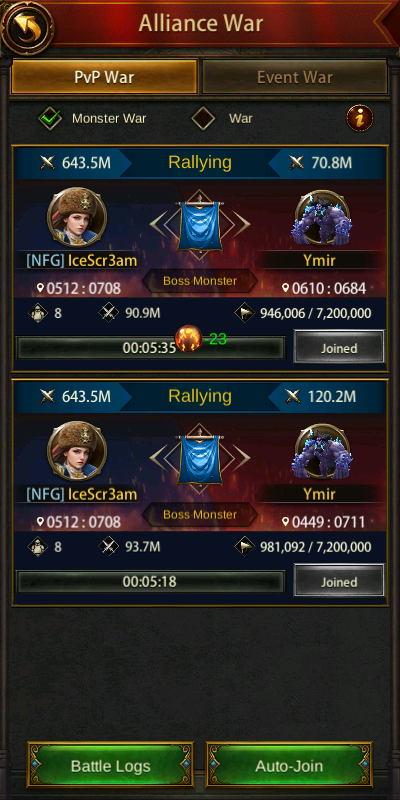 Alliance War
PvP War
Event War
Monster War
War
643.5M
Rallying
70.8M
[NFG] IceScr3am
Ymir
0512 : 0708
Boss Monster
0610 : 0684
8
90.9M
946,006 / 7,200,000
00:05:35
-23
Joined
643.5M
Rallying
120.2M
[NFG] IceScr3am
Ymir
0512 : 0708
Boss Monster
0449 : 0711
8
93.7M
981,092 / 7,200,000
00:05:18
Joined
Battle Logs
Auto-Join